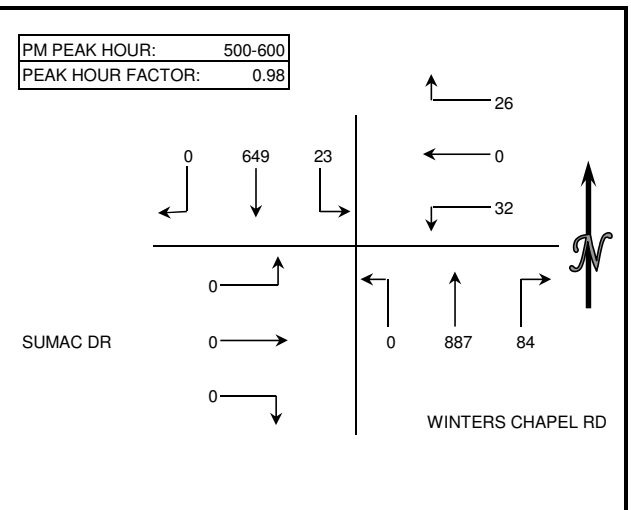 PM PEAK HOUR: 500-600
PEAK HOUR FACTOR: 0.98
26
0 649 23 0
32
0
SUMAC DR 0 0 887 84
0
WINTERS CHAPEL RD
N